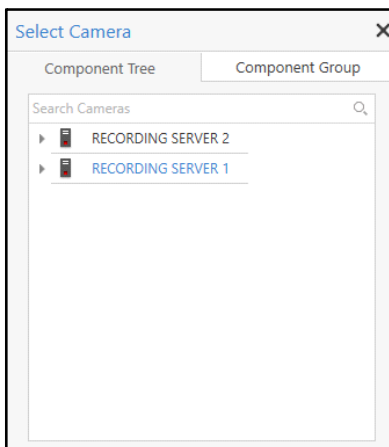 Select Camera
Component Tree
Component Group
Search Cameras
RECORDING SERVER 2
RECORDING SERVER 1